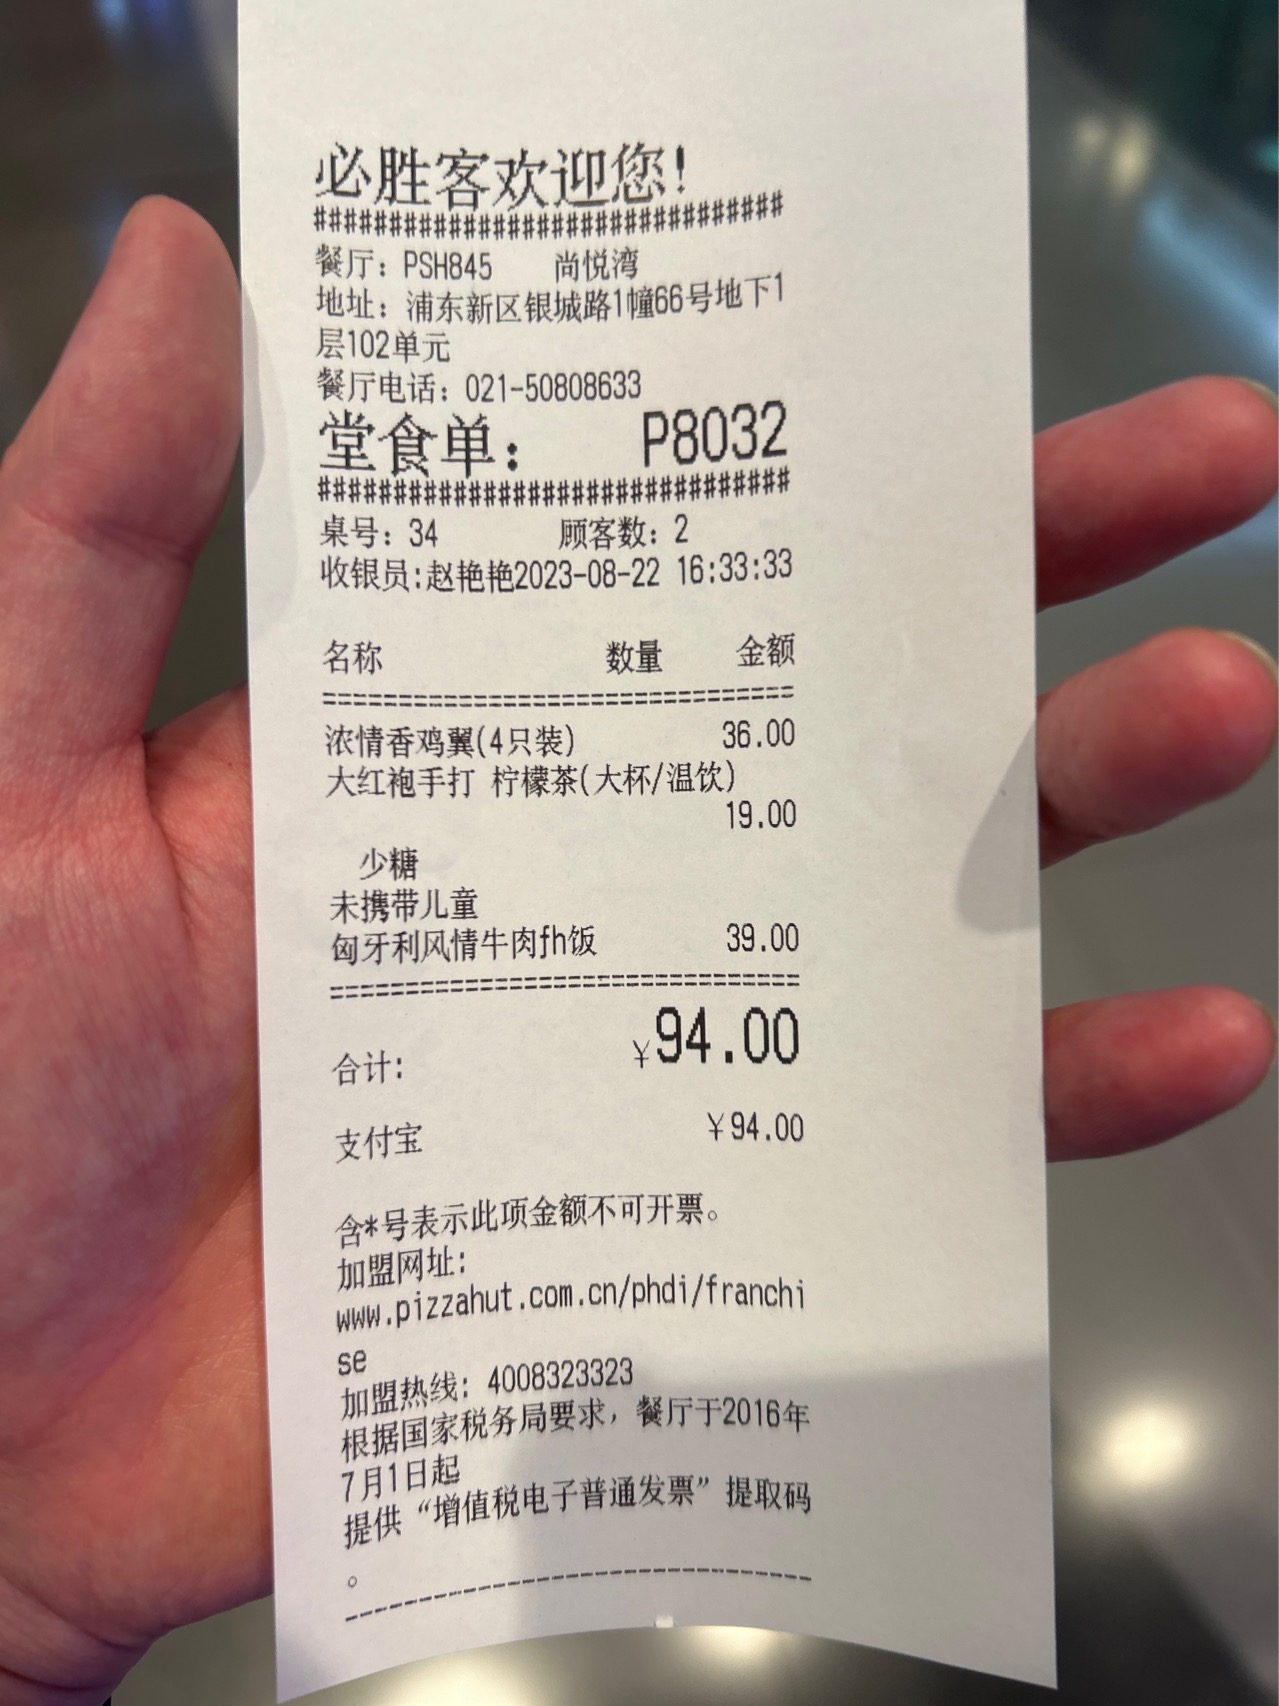 必胜客欢迎您!
###############################
餐厅: PSH845 尚悦湾
地址: 浦东新区银城路1幢66号地下1
层102单元
餐厅电话: 021-50808633
堂食单: P8032
###############################
桌号: 34 顾客数: 2
收银员:赵艳艳2023-08-22 16:33:33
名称 数量 金额
===============================
浓情香鸡翼(4只装) 36.00
大红袍手打 柠檬茶(大杯/温饮)
19.00
少糖
未携带儿童
匈牙利风情牛肉fh饭 39.00
===============================
合计: ¥94.00
支付宝 ¥94.00
含*号表示此项金额不可开票。
加盟网址:
www.pizzahut.com.cn/phdi/franchi
se
加盟热线: 4008323323
根据国家税务局要求, 餐厅于2016年
7月1日起
提供“增值税电子普通发票”提取码
。
-------------------------------